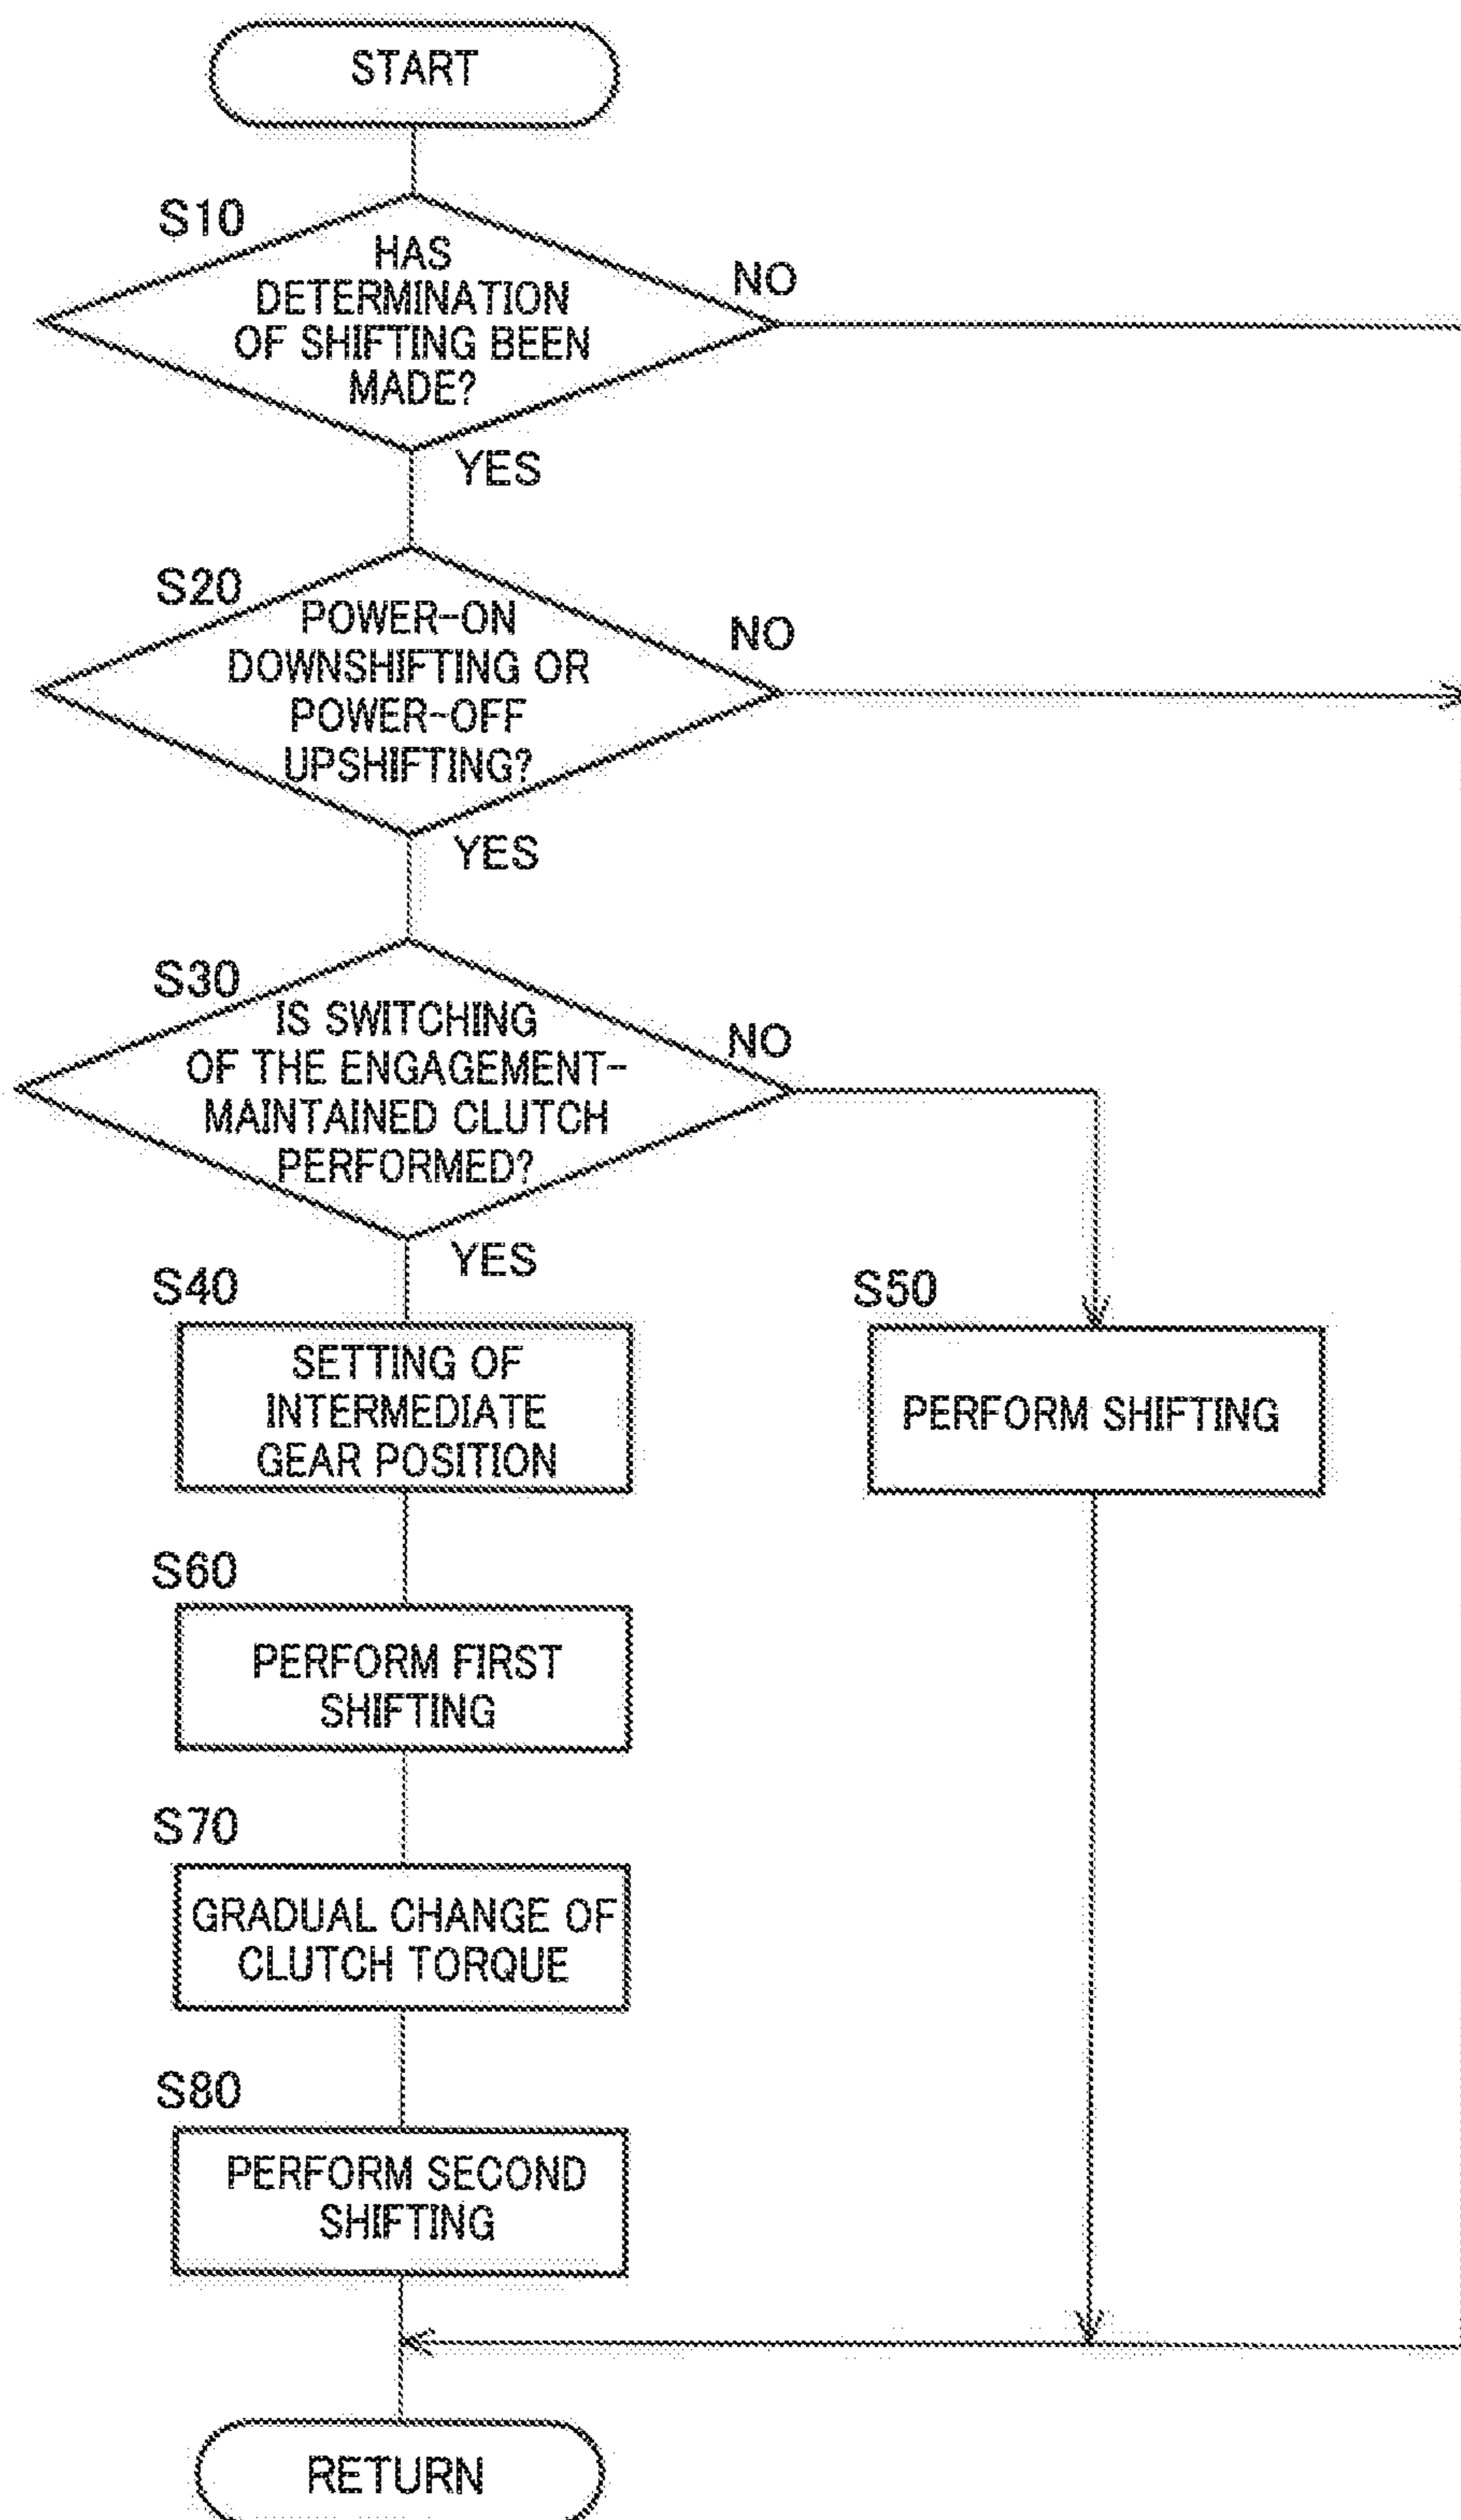 START
S10
HAS
DETERMINATION
OF SHIFTING BEEN
MADE?
NO
YES
S20
POWER-ON
DOWNSHIFTING OR
POWER-OFF
UPSHIFTING?
NO
YES
S30
IS SWITCHING
OF THE ENGAGEMENT-
MAINTAINED CLUTCH
PERFORMED?
NO
YES
S40
SETTING OF
INTERMEDIATE
GEAR POSITION
S50
PERFORM SHIFTING
S60
PERFORM FIRST
SHIFTING
S70
GRADUAL CHANGE OF
CLUTCH TORQUE
S80
PERFORM SECOND
SHIFTING
RETURN